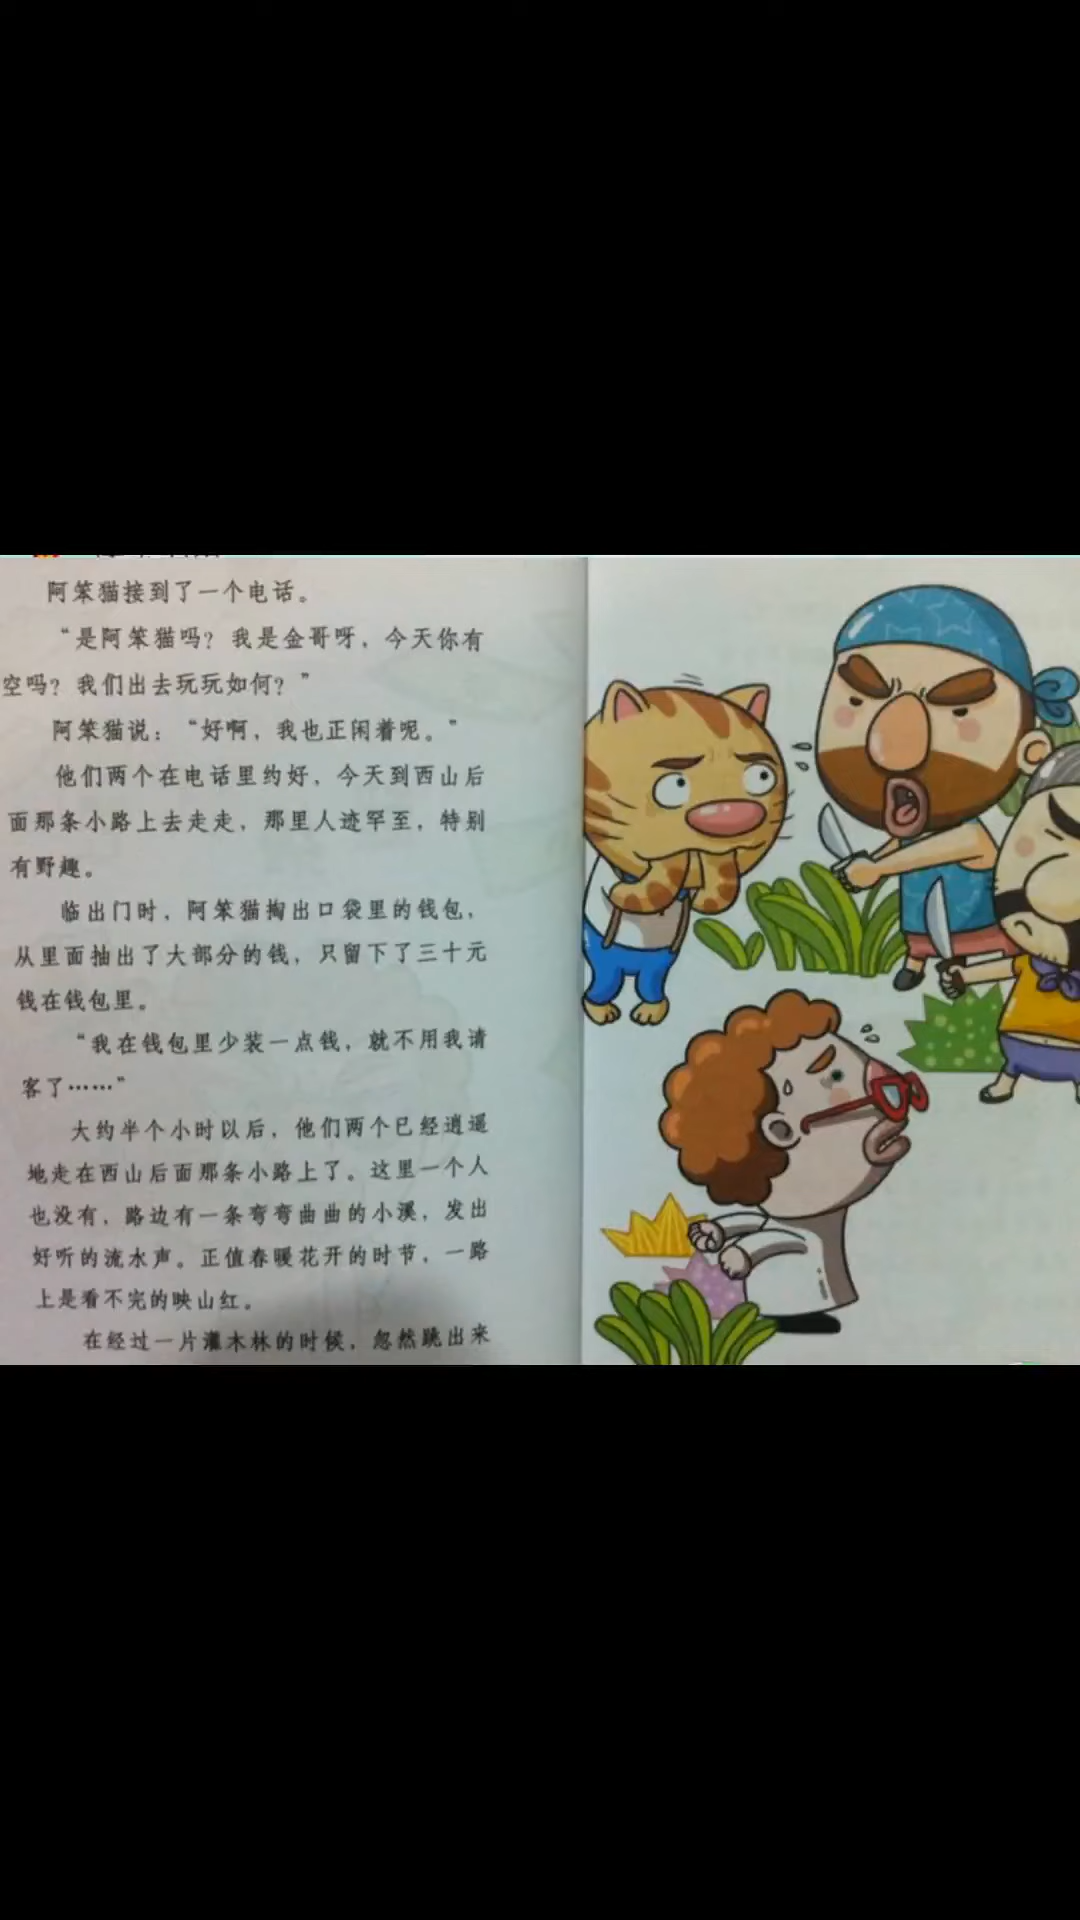 阿笨猫接到了一个电话。
“是阿笨猫吗？我是金哥呀，今天你有
空吗？我们出去玩玩如何？”
阿笨猫说：“好啊，我也正闲着呢。”
他们两个在电话里约好，今天到西山后
面那条小路上去走走，那里人迹罕至，特别
有野趣。
临出门时，阿笨猫掏出口袋里的钱包，
从里面抽出了大部分的钱，只留下了三十元
钱在钱包里。
“我在钱包里少装一点钱，就不用我请
客了……”
大约半个小时以后，他们两个已经逍遥
地走在西山后面那条小路上了。这里一个人
也没有，路边有一条弯弯曲曲的小溪，发出
好听的流水声。正值春暖花开的时节，一路
上是看不完的映山红。
在经过一片灌木林的时候，忽然跳出来